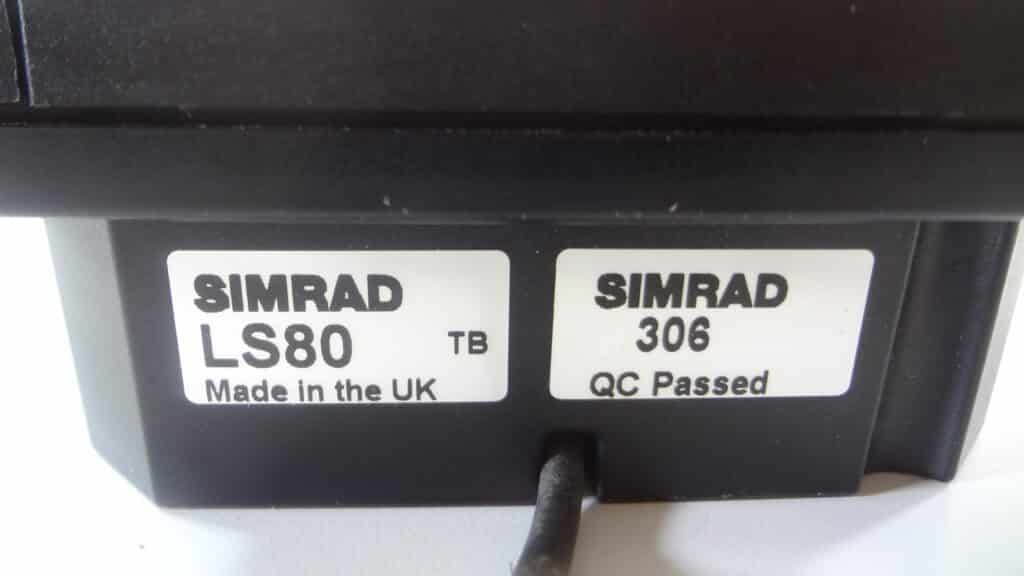 SIMRAD
LS80 TB
Made in the UK
SIMRAD
306
QC Passed